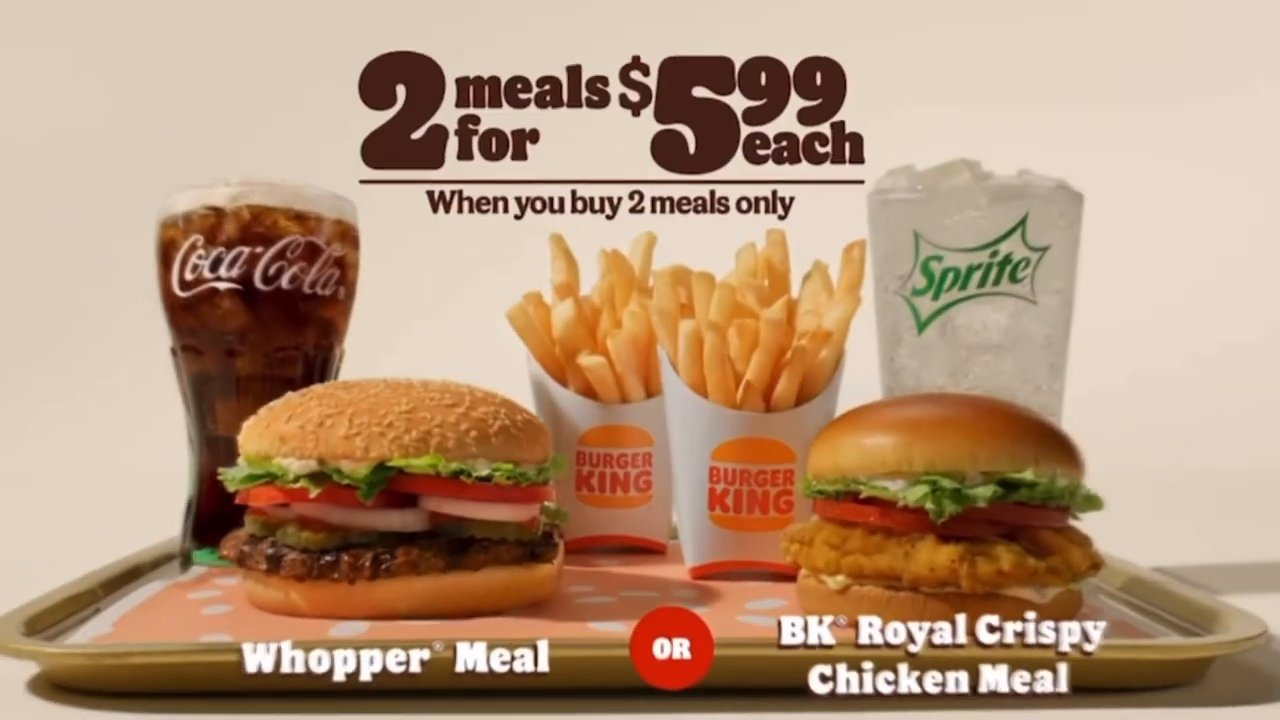 2 meals for $5.99 each
When you buy 2 meals only
Coca-Cola®
Sprite
BURGER
KING
BURGER
KING
Whopper® Meal
OR
BK® Royal Crispy
Chicken Meal